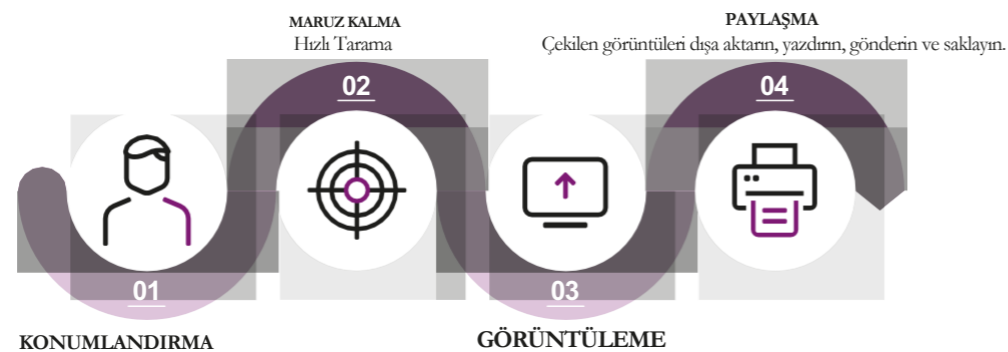 MARUZ KALMA
Hızlı Tarama
PAYLAŞMA
Çekilen görüntüleri dışa aktarın, yazdırın, gönderin ve saklayın.
02
04
01
03
KONUMLANDIRMA
GÖRÜNTÜLEME